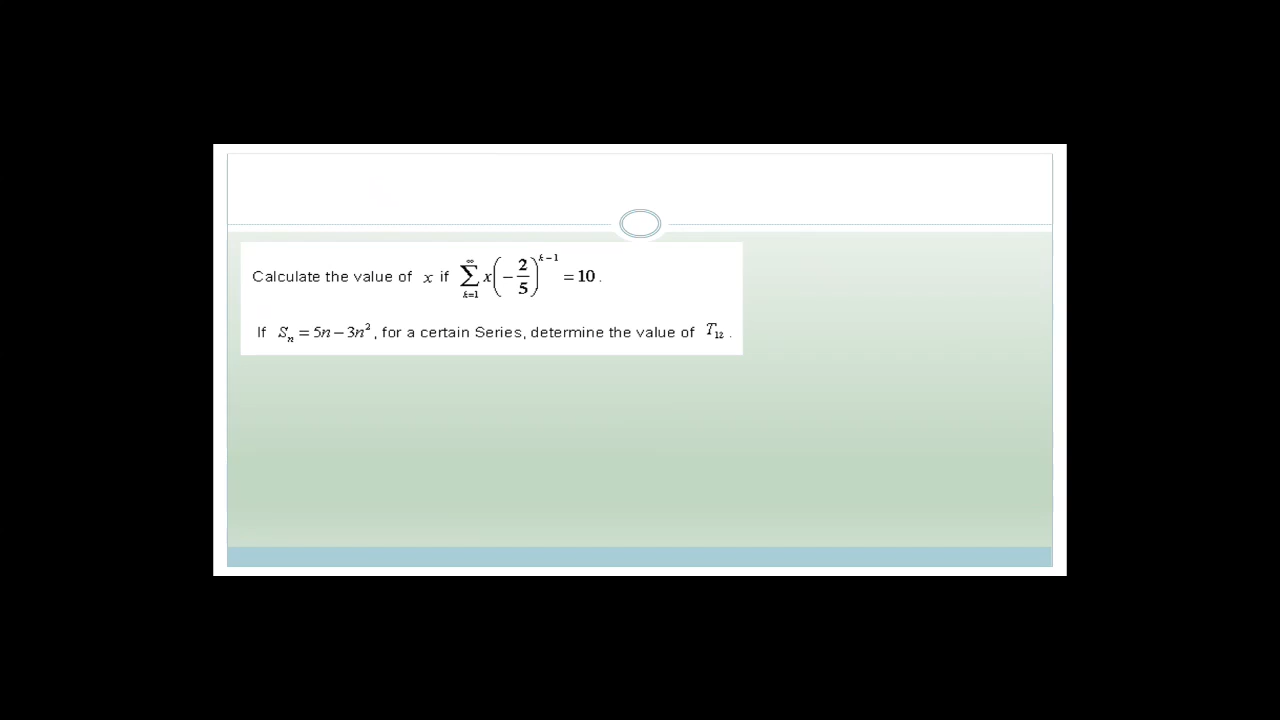 Calculate the value of x if ∑_{k=1}^{∞} x(−2/5)^{k−1} = 10 .
If S_n = 5n − 3n², for a certain Series, determine the value of T_12 .